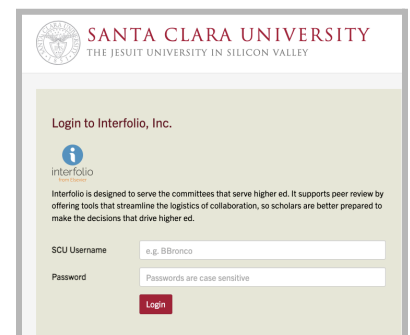 SANTA CLARA UNIVERSITY
THE JESUIT UNIVERSITY IN SILICON VALLEY
Login to Interfolio, Inc.
interfolio
Interfolio is designed to serve the committees that serve higher ed. It supports peer review by
offering tools that streamline the logistics of collaboration, so scholars are better prepared to
make the decisions that drive higher ed.
SCU Username
e.g. BBronco
Password
Passwords are case sensitive
Login